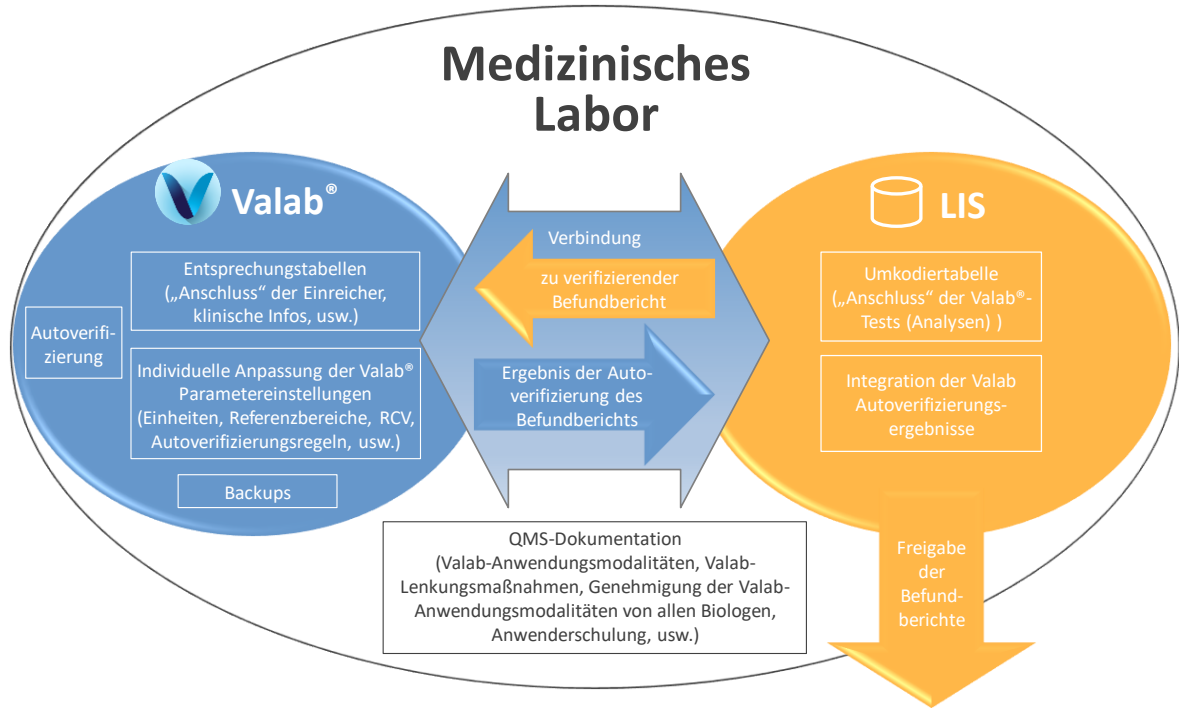 Medizinisches
Labor
Valab®
Entsprechungstabellen
(„Anschluss“ der Einreicher,
klinische Infos, usw.)
Autoverifi-
zierung
Individuelle Anpassung der Valab®
Parametereinstellungen
(Einheiten, Referenzbereiche, RCV,
Autoverifizierungsregeln, usw.)
Backups
Verbindung
zu verifizierender
Befundbericht
Ergebnis der Auto-
verifizierung des
Befundberichts
LIS
Umkodiertabelle
(„Anschluss“ der Valab®-
Tests (Analysen) )
Integration der Valab
Autoverifizierungs-
ergebnisse
QMS-Dokumentation
(Valab-Anwendungsmodalitäten, Valab-
Lenkungsmaßnahmen, Genehmigung der Valab-
Anwendungsmodalitäten von allen Biologen,
Anwenderschulung, usw.)
Freigabe
der
Befund-
berichte